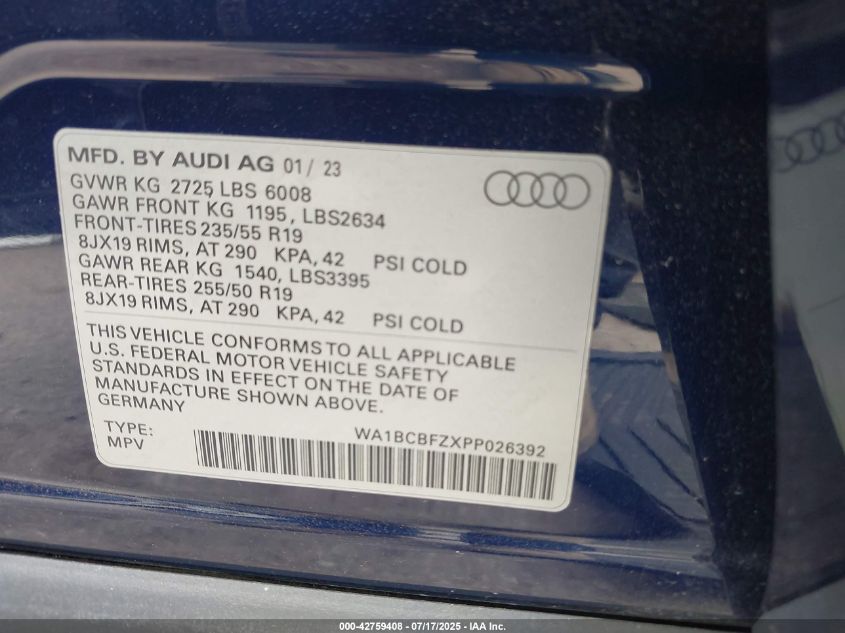 MFD. BY AUDI AG 01/ 23
GVWR KG 2725 LBS 6008
GAWR FRONT KG 1195, LBS2634
FRONT-TIRES 235/55 R19
8JX19 RIMS, AT 290 KPA, 42 PSI COLD
GAWR REAR KG 1540, LBS3395
REAR-TIRES 255/50 R19
8JX19 RIMS, AT 290 KPA, 42 PSI COLD
THIS VEHICLE CONFORMS TO ALL APPLICABLE
U.S. FEDERAL MOTOR VEHICLE SAFETY
STANDARDS IN EFFECT ON THE DATE OF
MANUFACTURE SHOWN ABOVE.
GERMANY
TYPE: WA1BCBFZXPP026392
MPV
000-42759408 - 07/17/2025 - IAA Inc.